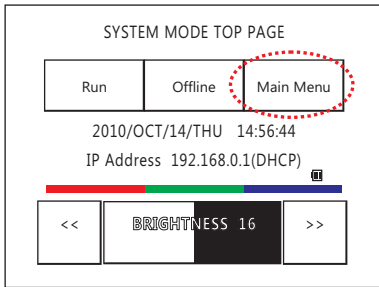 SYSTEM MODE TOP PAGE
Run Offline Main Menu
2010/OCT/14/THU 14:56:44
IP Address 192.168.0.1(DHCP)
<< BRIGHTNESS 16 >>